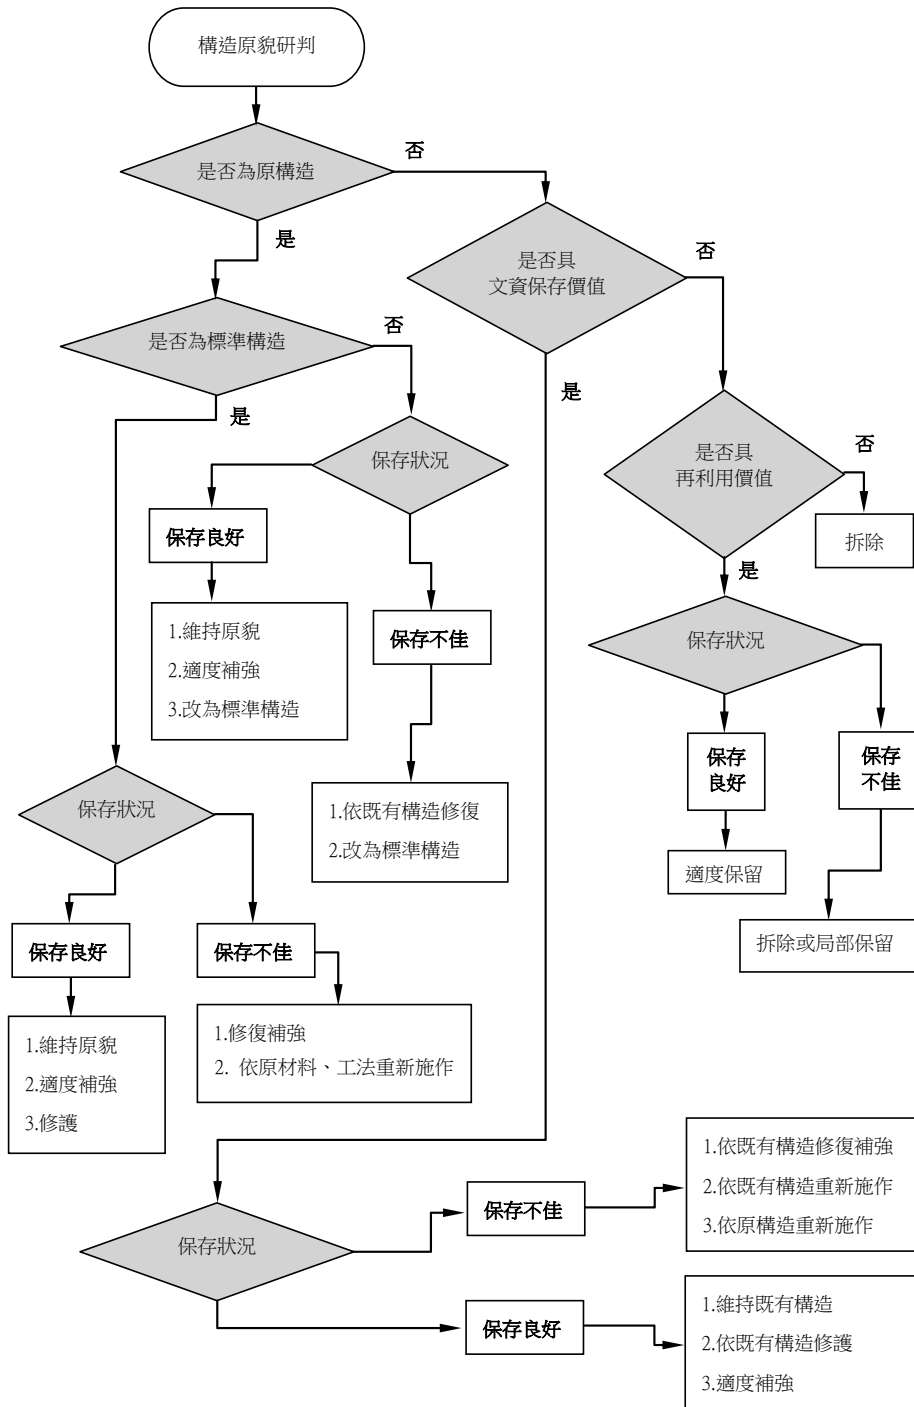 構造原貌研判
是否為原構造
否
是
是否具
文資保存價值
否
是
是否為標準構造
否
是
保存狀況
保存良好
1.維持原貌
2.適度補強
3.改為標準構造
保存不佳
1.依既有構造修復
2.改為標準構造
是否具
再利用價值
否
拆除
是
保存狀況
保存
良好
適度保留
保存
不佳
拆除或局部保留
保存狀況
保存良好
1.維持原貌
2.適度補強
3.修護
保存不佳
1.修復補強
2. 依原材料、工法重新施作
保存狀況
保存不佳
1.依既有構造修復補強
2.依既有構造重新施作
3.依原構造重新施作
保存良好
1.維持既有構造
2.依既有構造修護
3.適度補強